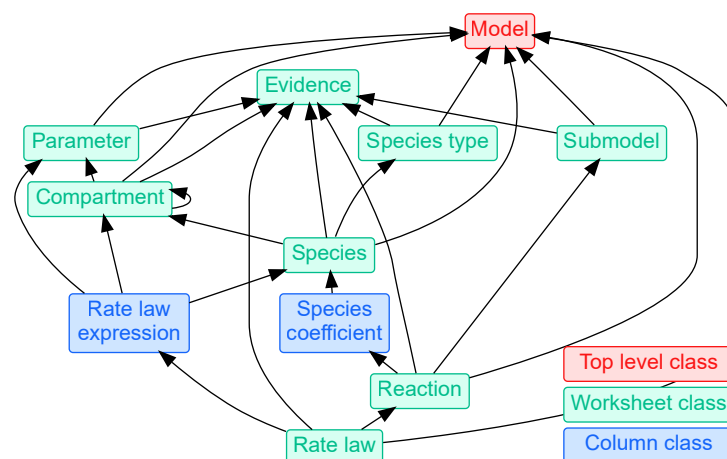 Model
Evidence
Parameter
Species type
Submodel
Compartment
Species
Rate law
expression
Species
coefficient
Top level class
Reaction
Worksheet class
Rate law
Column class